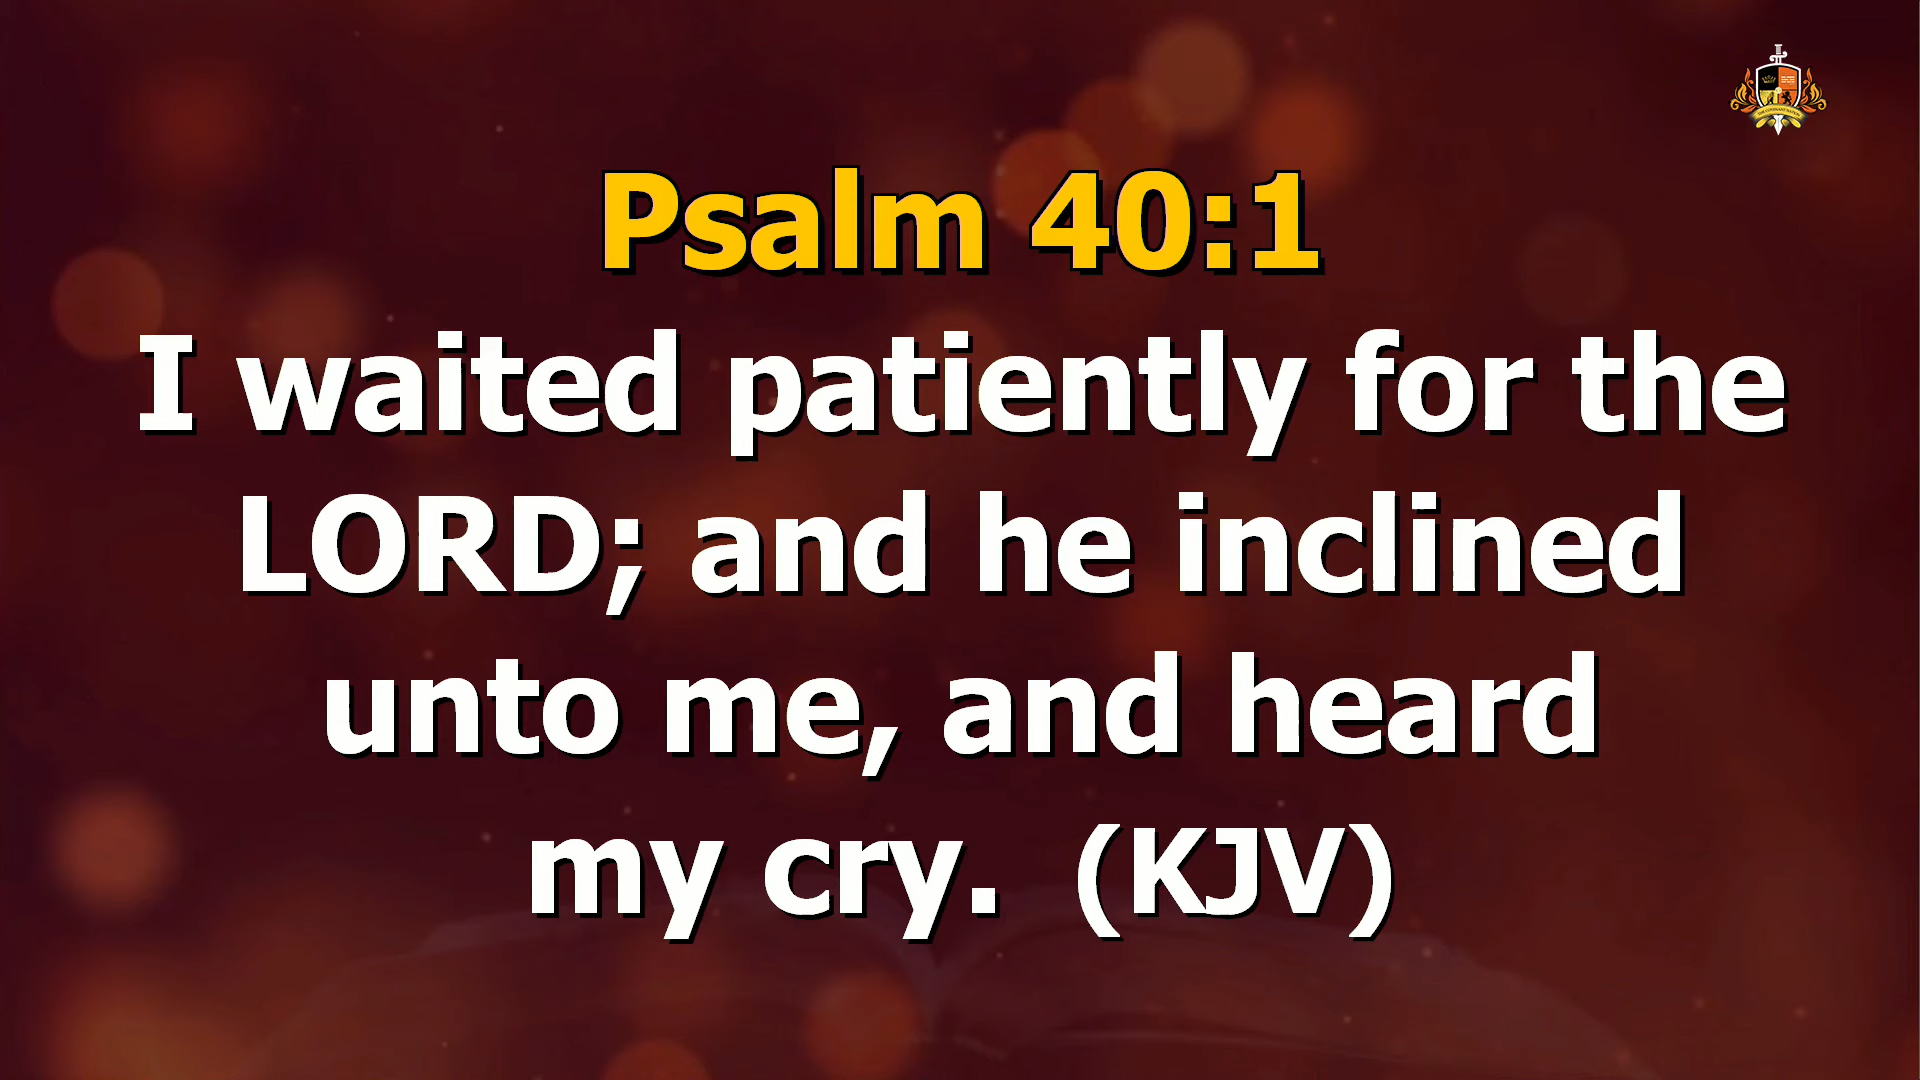 Psalm 40:1
I waited patiently for the
LORD; and he inclined
unto me, and heard
my cry.  (KJV)